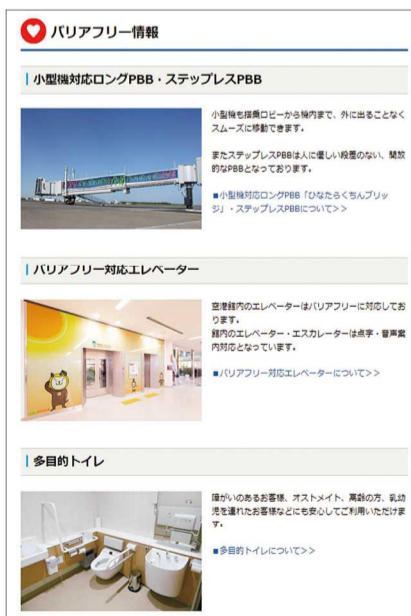 バリアフリー情報
小型機対応ロングPBB・ステップレスPBB
小型機も搭乗ロビーから機内まで、外に出ることなく
スムーズに移動できます。
またステップレスPBBは人に優しい段差のない、開放
的なPBBとなっております。
■小型機対応ロングPBB「ひなたらくちんブリッ
ジ」・ステップレスPBBについて>>
バリアフリー対応エレベーター
空港館内のエレベーターはバリアフリーに対応してお
ります。
館内のエレベーター・エスカレーターは点字・音声案
内対応となっています。
■バリアフリー対応エレベーターについて>>
多目的トイレ
障がいのあるお客様、オストメイト、高齢の方、乳幼
児を連れたお客様などにも安心してご利用いただけま
す。
■多目的トイレについて>>